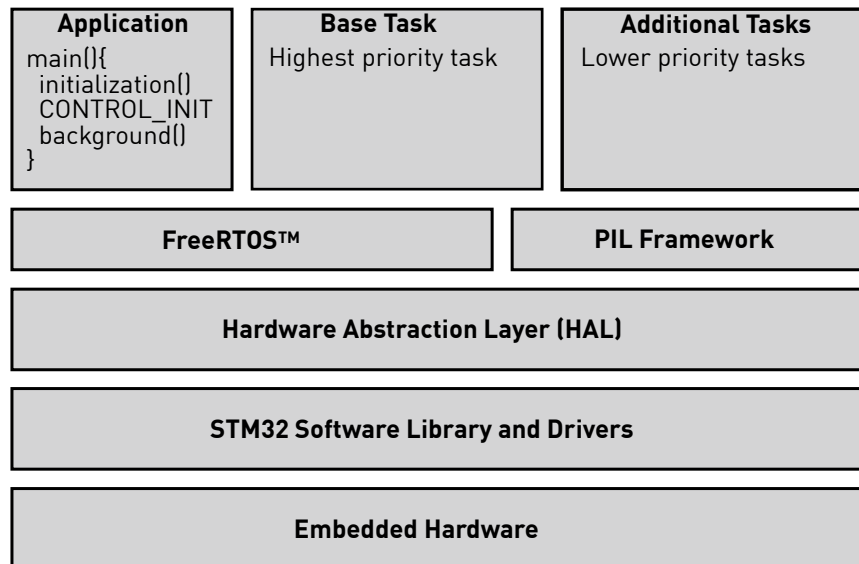 Application
main(){
initialization()
CONTROL_INIT
background()
}
Base Task
Highest priority task
Additional Tasks
Lower priority tasks
FreeRTOS™
PIL Framework
Hardware Abstraction Layer (HAL)
STM32 Software Library and Drivers
Embedded Hardware